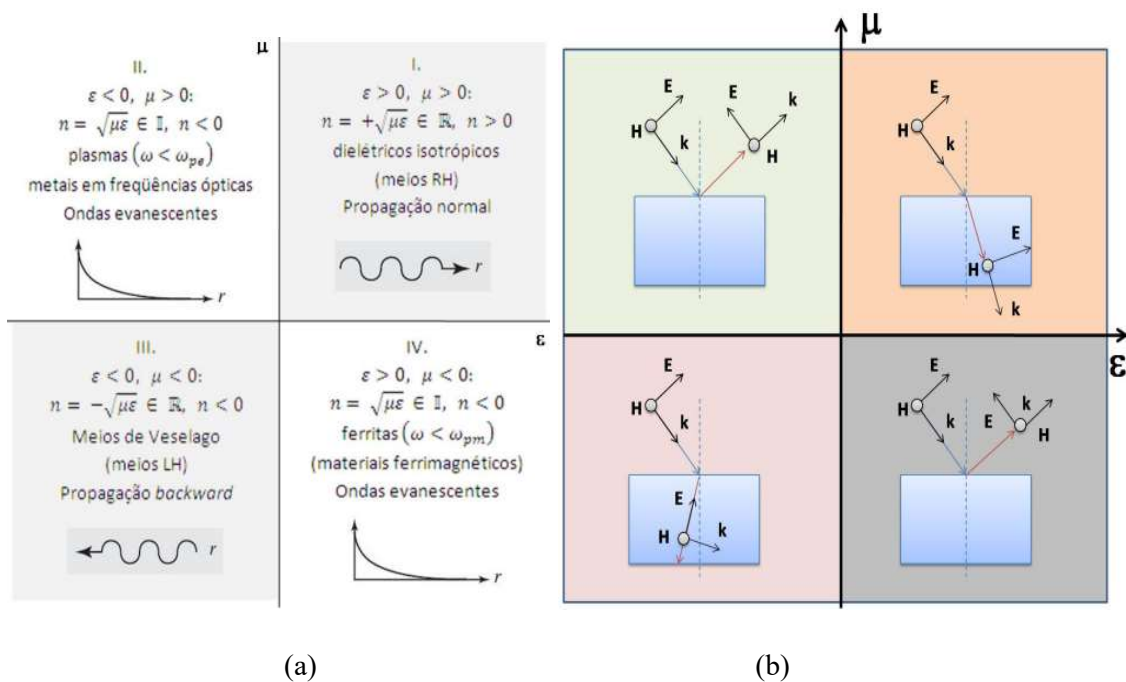 μ
II.
ε < 0, μ > 0:
n = √με ∈ 𝕀, n < 0
plasmas (ω < ωpe)
metais em freqüências ópticas
Ondas evanescentes
r
I.
ε > 0, μ > 0:
n = +√με ∈ ℝ, n > 0
dielétricos isotrópicos
(meios RH)
Propagação normal
r
ε
III.
ε < 0, μ < 0:
n = −√με ∈ ℝ, n < 0
Meios de Veselago
(meios LH)
Propagação backward
r
IV.
ε > 0, μ < 0:
n = √με ∈ 𝕀, n < 0
ferritas (ω < ωpm)
(materiais ferrimagnéticos)
Ondas evanescentes
r
(a)
μ
E
H
k
E
k
H
E
H
k
E
H
k
ε
E
H
k
E
H
k
E
H
k
E
k
H
(b)